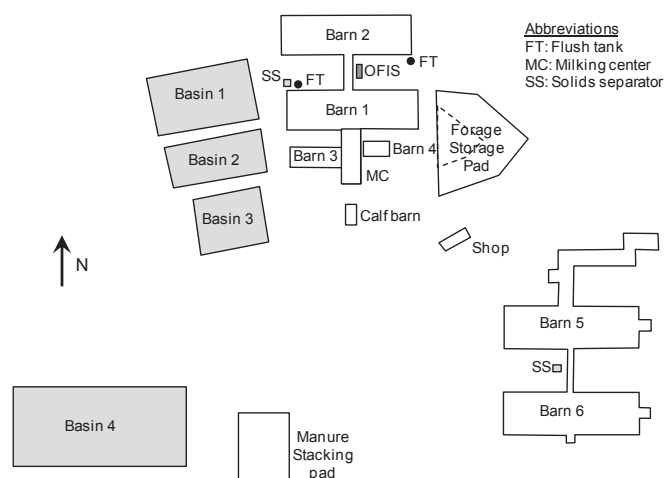 Abbreviations
FT: Flush tank
MC: Milking center
SS: Solids separator
Barn 2
SS
FT
OFIS
FT
Basin 1
Barn 1
Forage
Storage
Pad
Basin 2
Barn 3
Barn 4
MC
Basin 3
Calf barn
Shop
N
Barn 5
SS
Barn 6
Basin 4
Manure
Stacking
pad